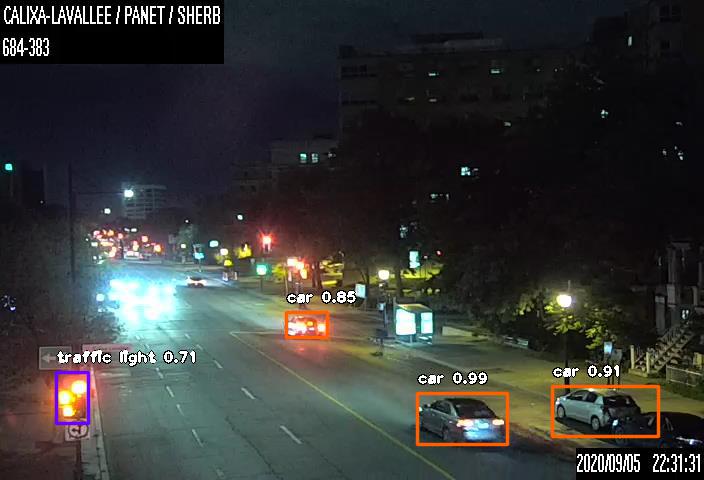 CALIXA-LAVALLEE / PANET / SHERB
684-383
car 0.85
traffic light 0.71
car 0.99
car 0.91
2020/09/05 22:31:31